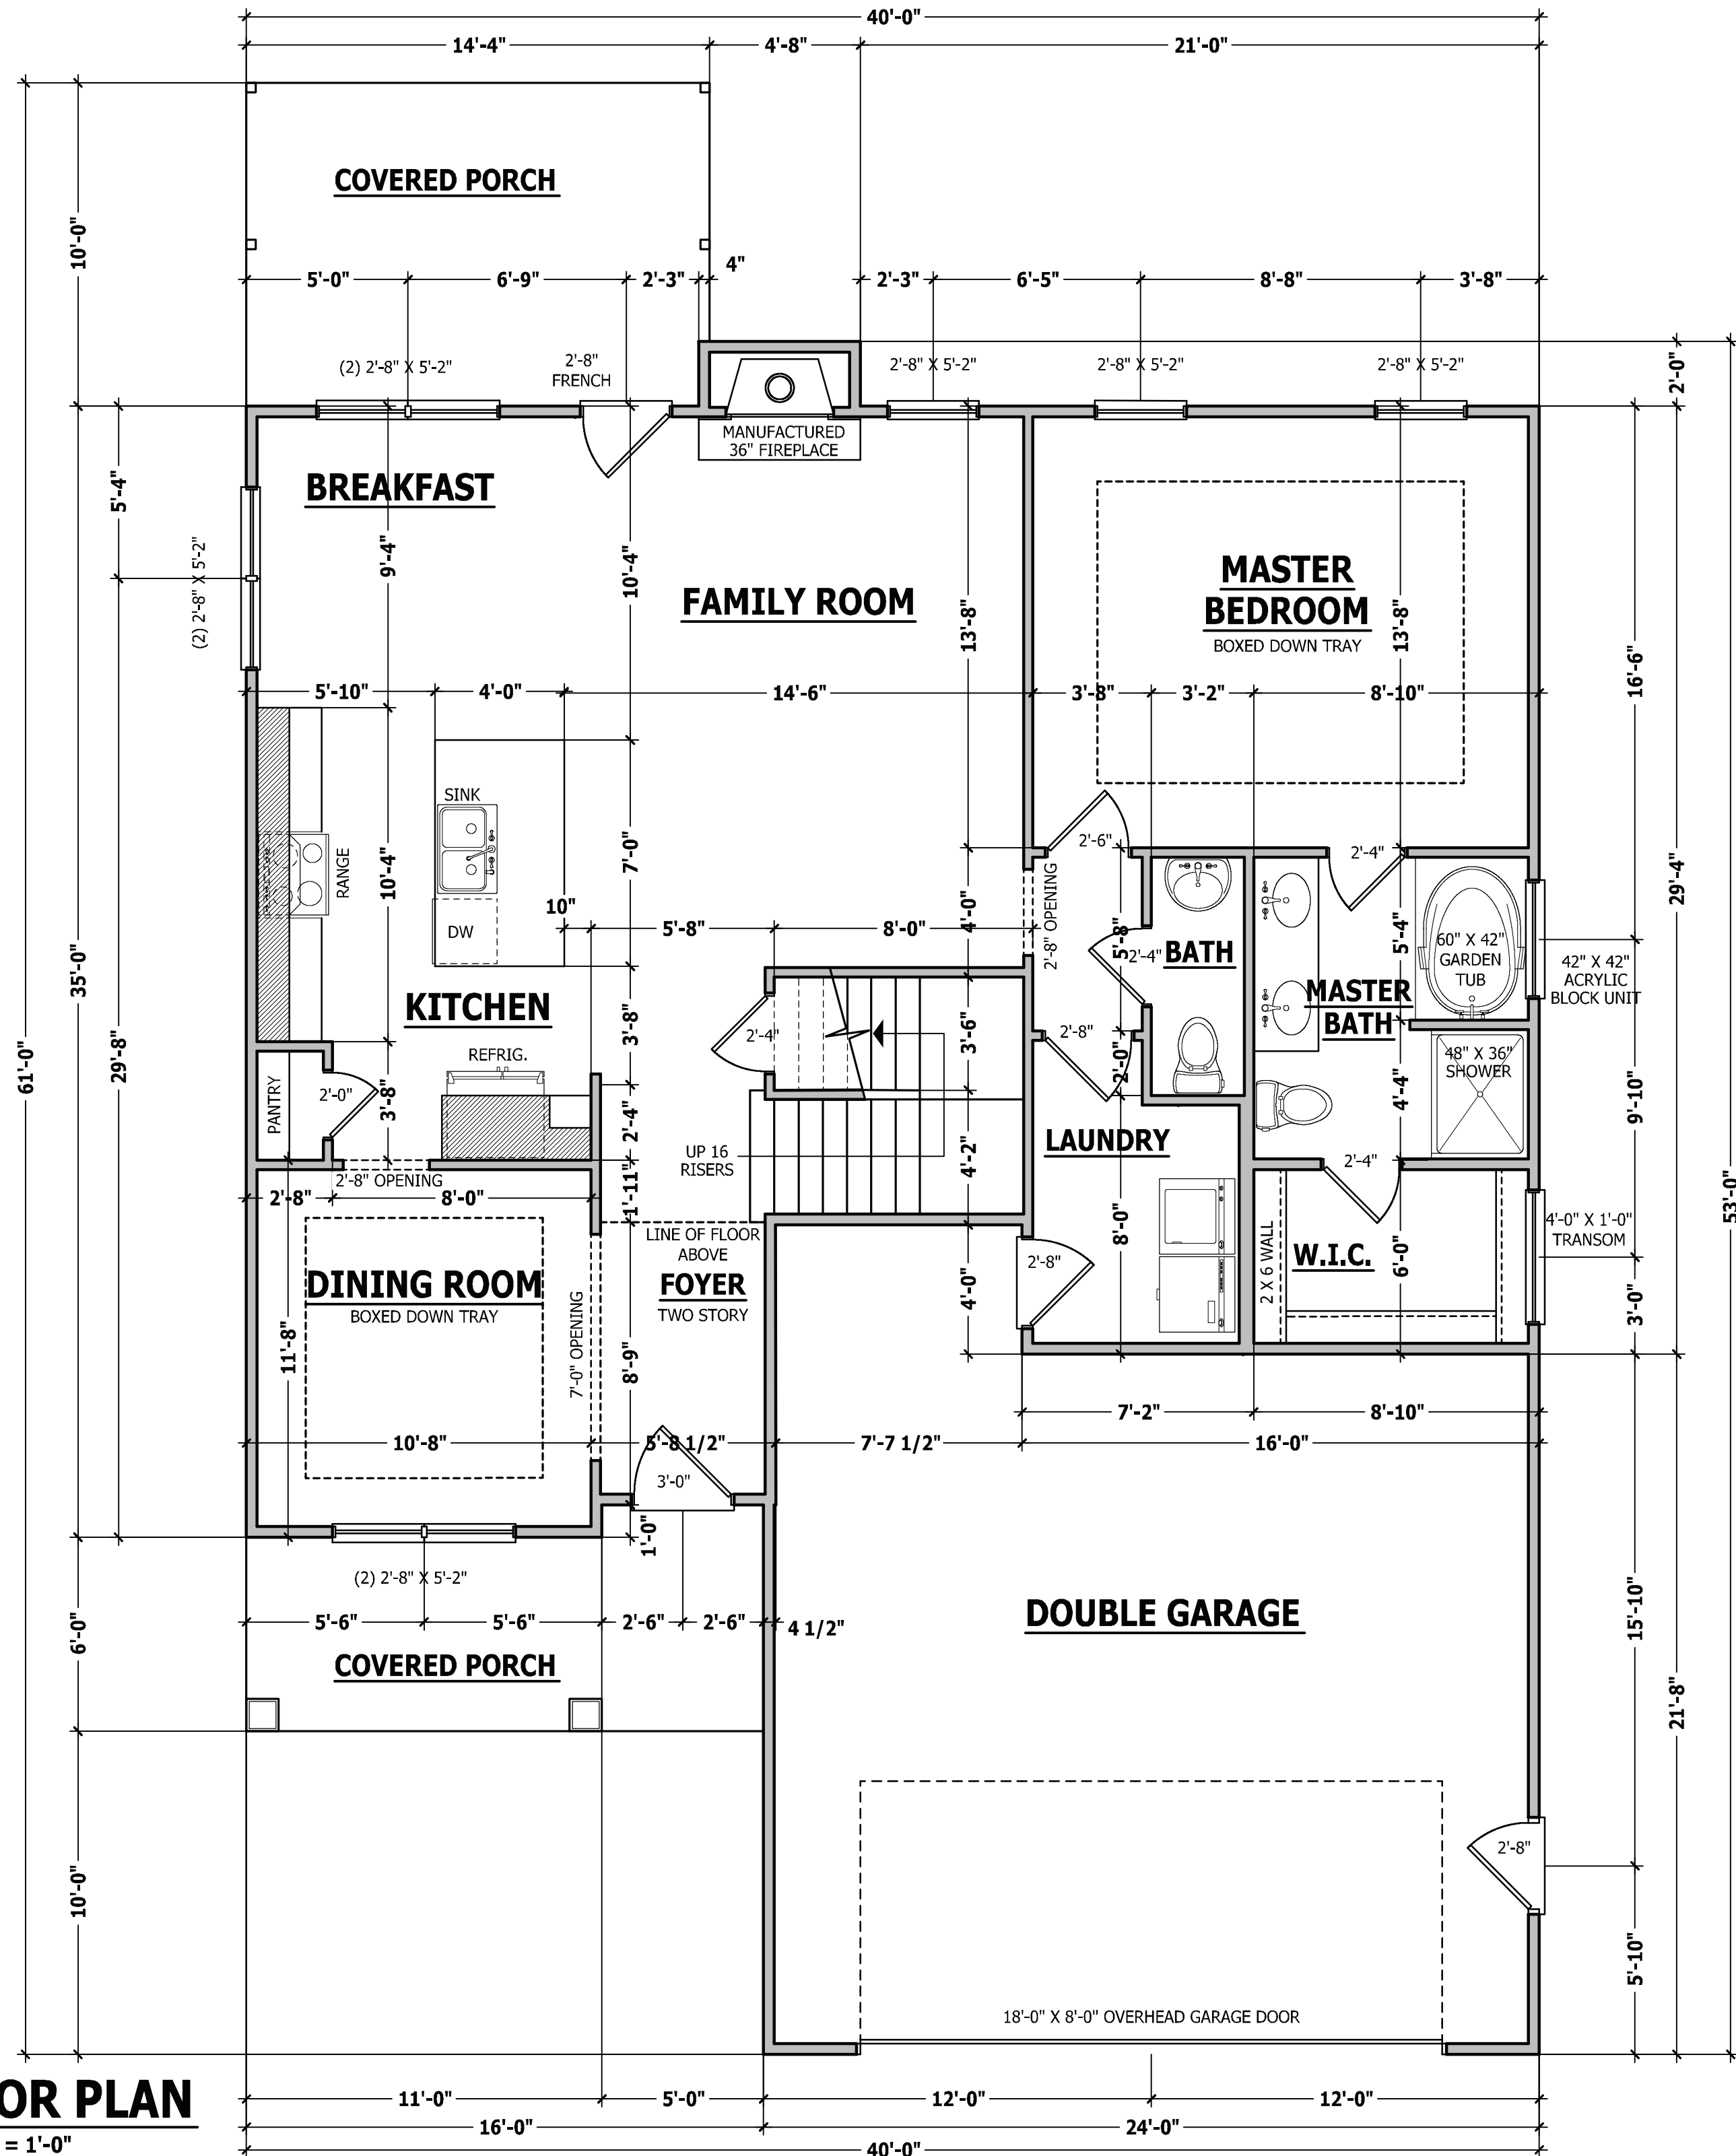 40'-0"
14'-4"
4'-8"
21'-0"
COVERED PORCH
10'-0"
4"
5'-0"
6'-9"
2'-3"
2'-3"
6'-5"
8'-8"
3'-8"
(2) 2'-8" X 5'-2"
2'-8"
FRENCH
2'-8" X 5'-2"
2'-8" X 5'-2"
2'-8" X 5'-2"
2'-0"
MANUFACTURED
36" FIREPLACE
BREAKFAST
5'-4"
(2) 2'-8" X 5'-2"
9'-4"
10'-4"
FAMILY ROOM
13'-8"
MASTER
BEDROOM
BOXED DOWN TRAY
13'-8"
16'-6"
5'-10"
4'-0"
14'-6"
3'-8"
3'-2"
8'-10"
SINK
RANGE
10'-4"
7'-0"
DW
10"
5'-8"
8'-0"
4'-0"
2'-8" OPENING
2'-6"
5'-8"
2'-4"
BATH
2'-4"
5'-4"
60" X 42"
GARDEN
TUB
42" X 42"
ACRYLIC
BLOCK UNIT
29'-4"
35'-0"
61'-0"
29'-8"
KITCHEN
3'-8"
2'-4"
3'-6"
2'-8"
2'-0"
MASTER
BATH
48" X 36"
SHOWER
4'-4"
9'-10"
REFRIG.
PANTRY
2'-0"
3'-8"
2'-4"
UP 16
RISERS
4'-2"
LAUNDRY
2'-4"
53'-0"
2'-8" OPENING
2'-8"
8'-0"
1'-11"
LINE OF FLOOR
ABOVE
FOYER
TWO STORY
8'-0"
2'-8"
4'-0"
2 X 6 WALL
W.I.C.
6'-0"
4'-0" X 1'-0"
TRANSOM
3'-0"
DINING ROOM
BOXED DOWN TRAY
11'-8"
7'-0" OPENING
8'-9"
7'-2"
8'-10"
10'-8"
5'-8 1/2"
7'-7 1/2"
16'-0"
3'-0"
1'-0"
(2) 2'-8" X 5'-2"
5'-6"
5'-6"
2'-6"
2'-6"
4 1/2"
DOUBLE GARAGE
6'-0"
COVERED PORCH
15'-10"
21'-8"
10'-0"
2'-8"
5'-10"
18'-0" X 8'-0" OVERHEAD GARAGE DOOR
OR PLAN
= 1'-0"
11'-0"
5'-0"
12'-0"
12'-0"
16'-0"
24'-0"
40'-0"